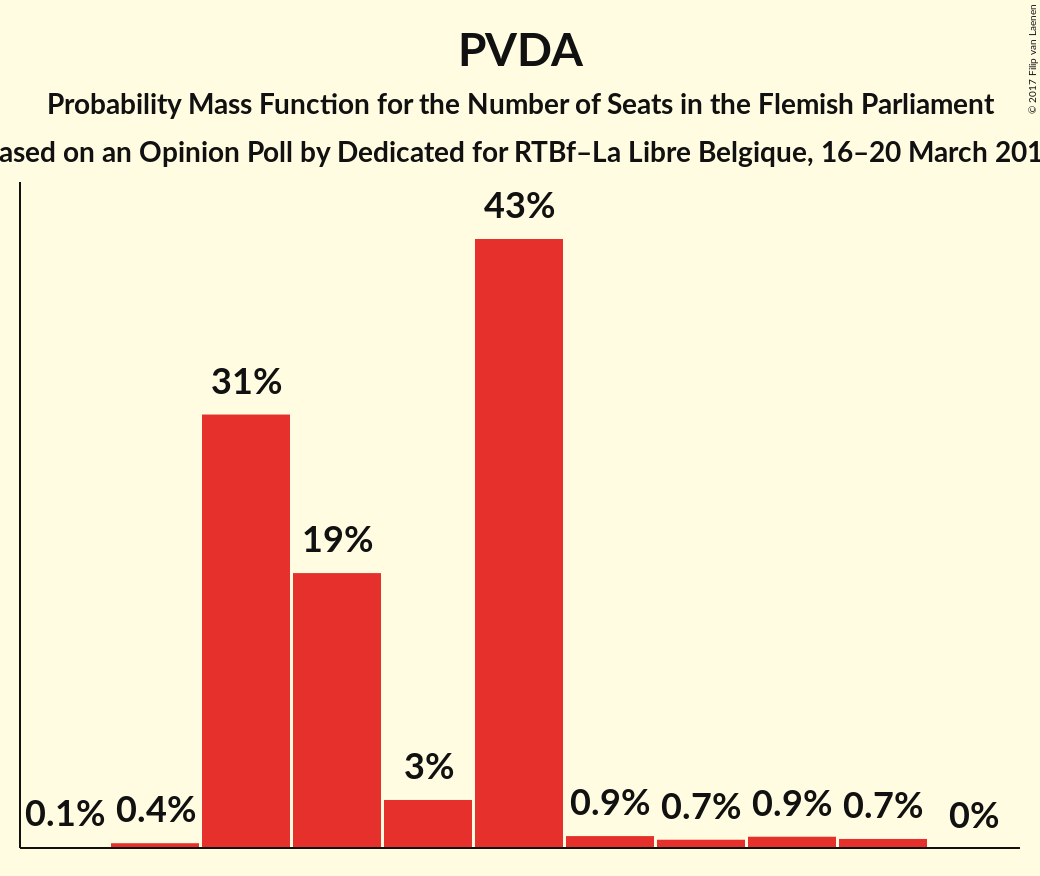 PVDA
Probability Mass Function for the Number of Seats in the Flemish Parliament
ased on an Opinion Poll by Dedicated for RTBf–La Libre Belgique, 16–20 March 201
© 2017 Filip van Laenen
43%
31%
19%
3%
0.1% 0.4% 0.9% 0.7% 0.9% 0.7% 0%